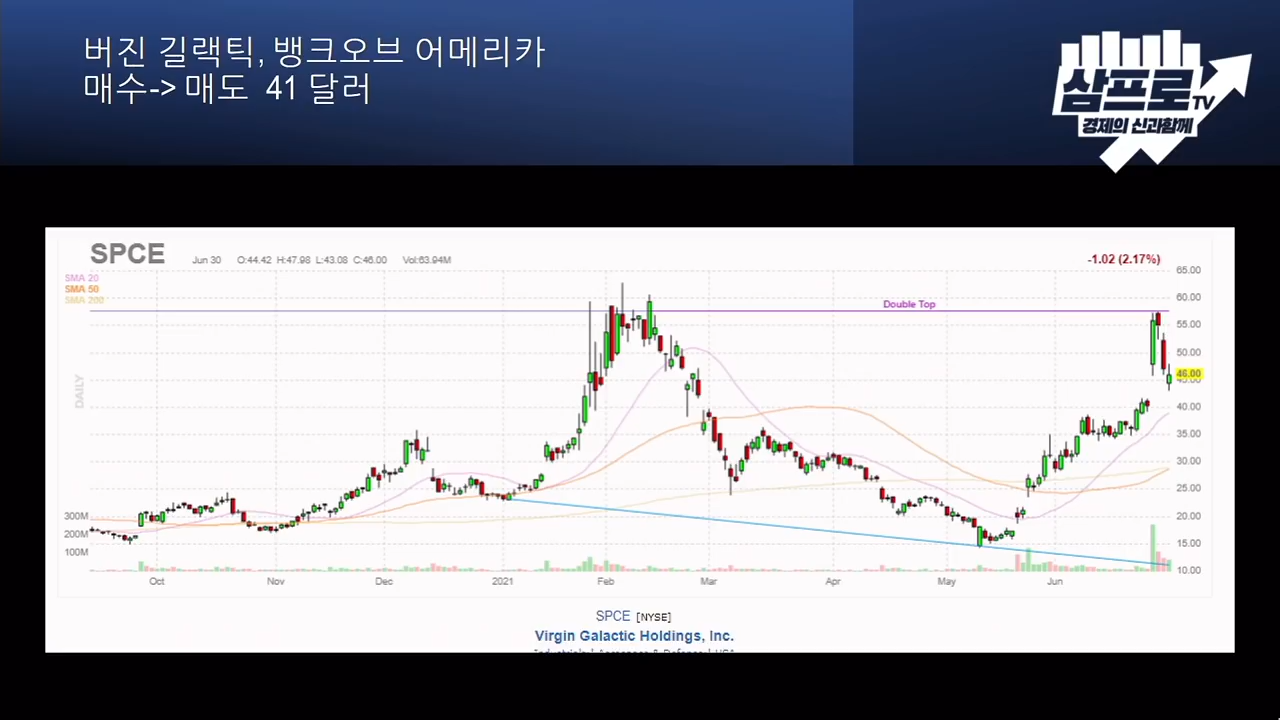 버진 길랙틱, 뱅크오브 어메리카
매수-> 매도 41 달러
삼프로TV
경제의 신과함께
SPCE
Jun 30 O:44.42 H:47.98 L:43.08 C:46.00 Vol:63.94M
-1.02 (2.17%)
SMA 20
SMA 50
SMA 200
Double Top
DAILY
65.00
60.00
55.00
50.00
46.00
45.00
40.00
35.00
30.00
25.00
20.00
15.00
10.00
300M
200M
100M
Oct Nov Dec 2021 Feb Mar Apr May Jun
SPCE [NYSE]
Virgin Galactic Holdings, Inc.
Industrials | Aerospace & Defense | USA